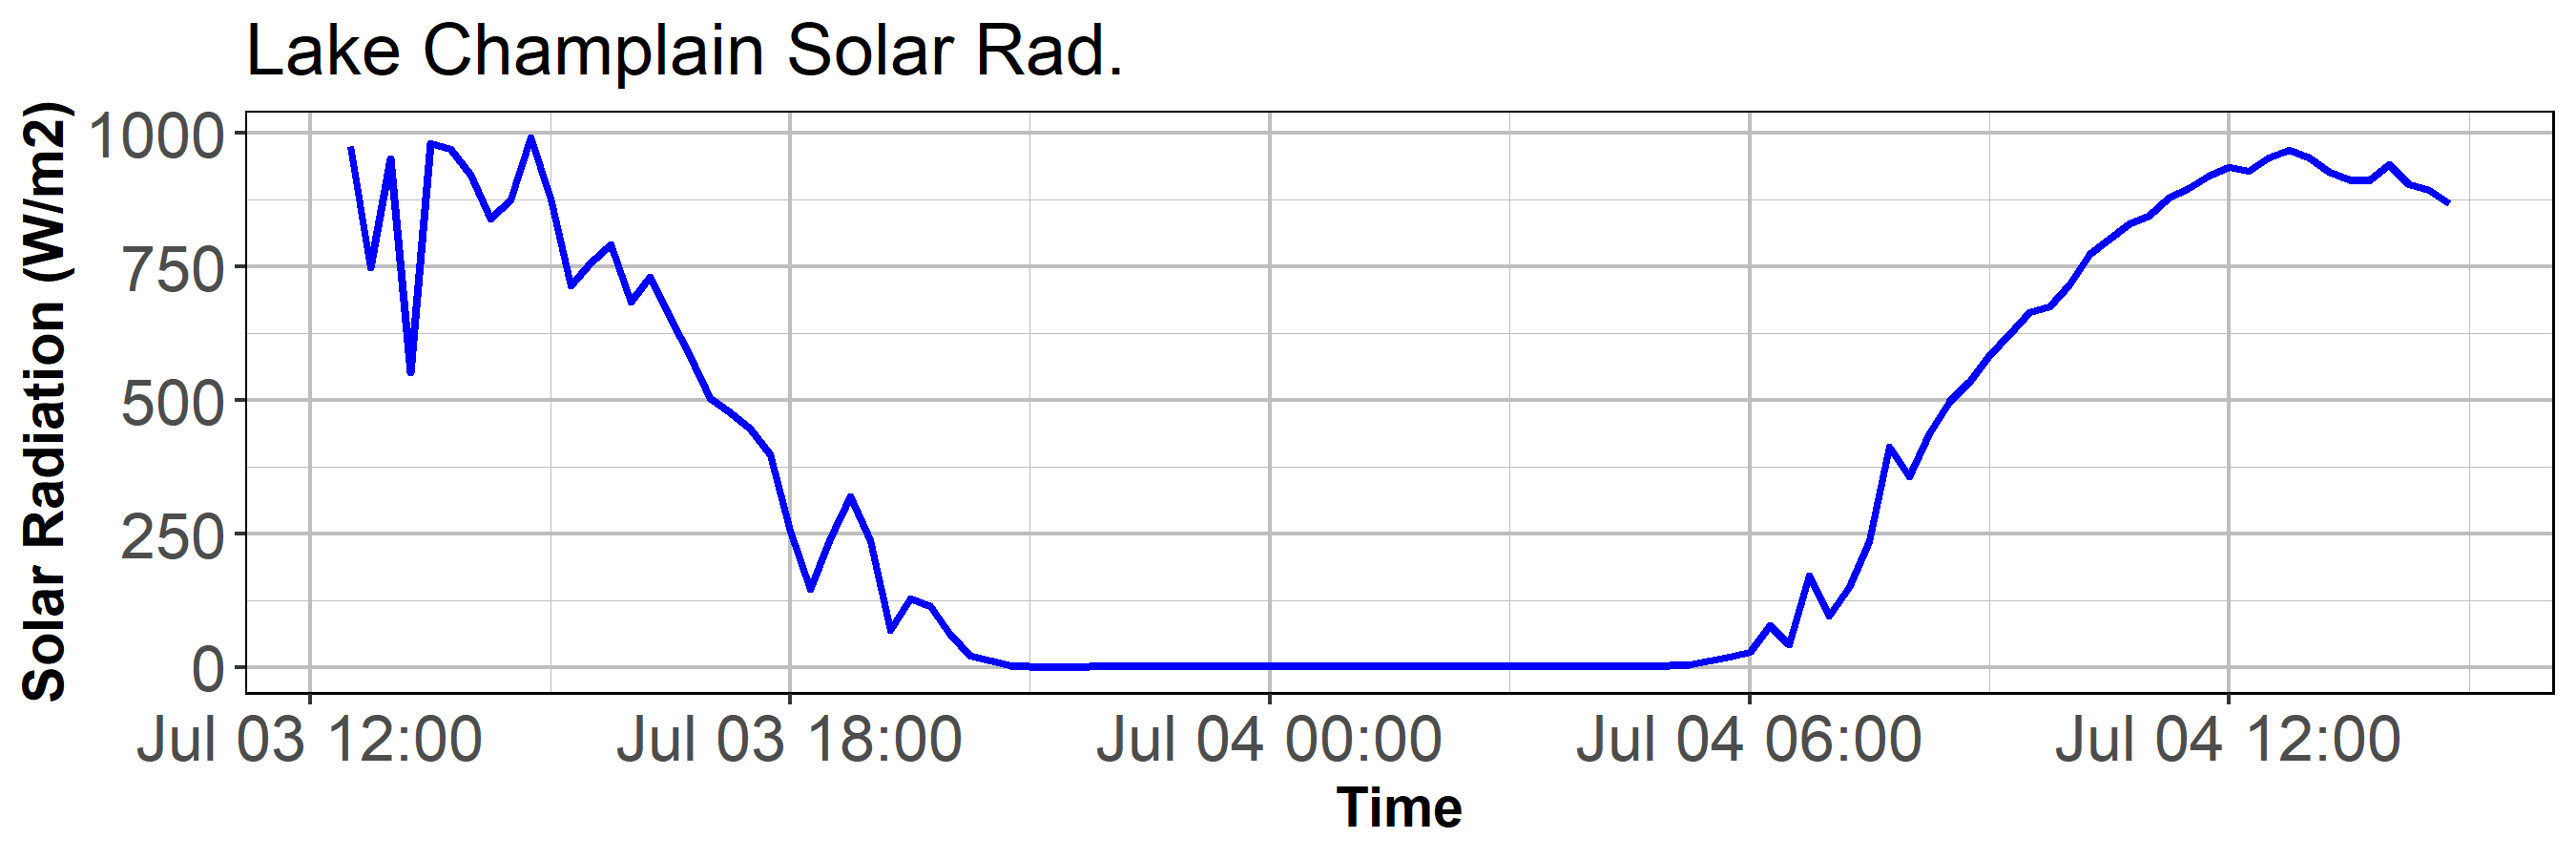 Lake Champlain Solar Rad.
Solar Radiation (W/m2)
1000
750
500
250
0
Jul 03 12:00 Jul 03 18:00 Jul 04 00:00 Jul 04 06:00 Jul 04 12:00
Time